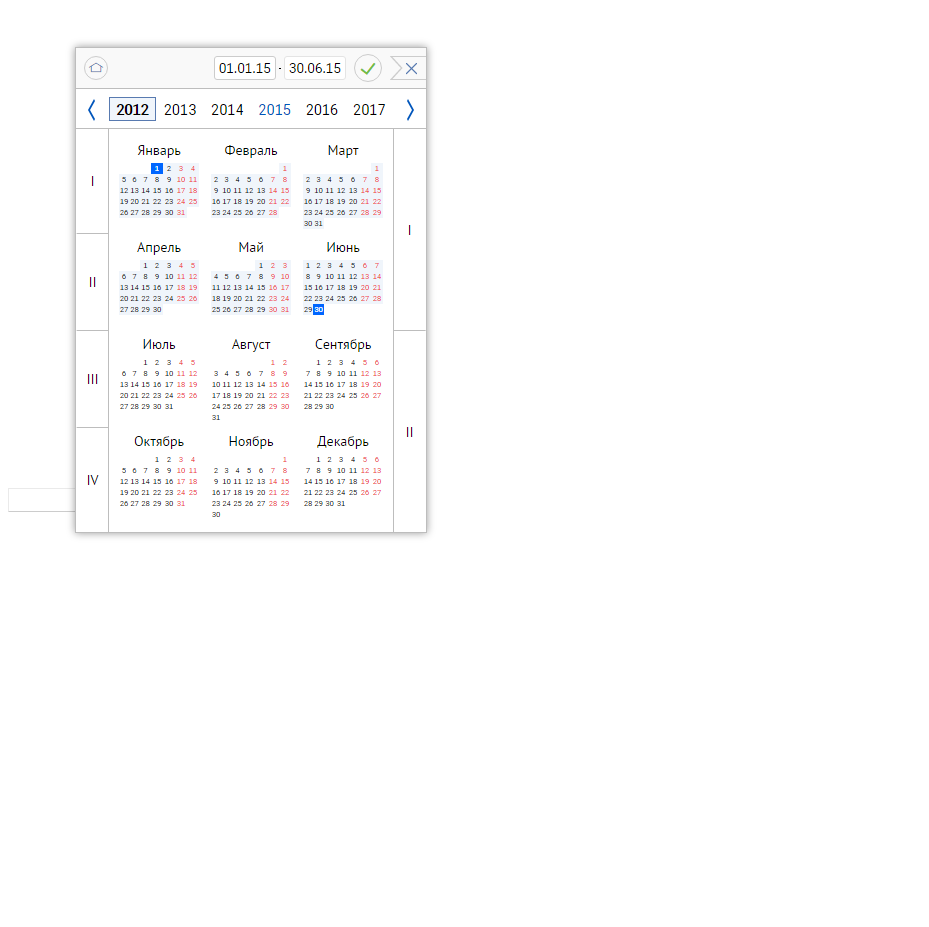 01.01.15 - 30.06.15
2012 2013 2014 2015 2016 2017
Январь Февраль Март
1 2 3 4 1 1
5 6 7 8 9 10 11 2 3 4 5 6 7 8 2 3 4 5 6 7 8
I
12 13 14 15 16 17 18 9 10 11 12 13 14 15 9 10 11 12 13 14 15
19 20 21 22 23 24 25 16 17 18 19 20 21 22 16 17 18 19 20 21 22
26 27 28 29 30 31 23 24 25 26 27 28 23 24 25 26 27 28 29
30 31
I
Апрель Май Июнь
1 2 3 4 5 1 2 3 1 2 3 4 5 6 7
6 7 8 9 10 11 12 4 5 6 7 8 9 10 8 9 10 11 12 13 14
II
13 14 15 16 17 18 19 11 12 13 14 15 16 17 15 16 17 18 19 20 21
20 21 22 23 24 25 26 18 19 20 21 22 23 24 22 23 24 25 26 27 28
27 28 29 30 25 26 27 28 29 30 31 29 30
Июль Август Сентябрь
1 2 3 4 5 1 2 1 2 3 4 5 6
6 7 8 9 10 11 12 3 4 5 6 7 8 9 7 8 9 10 11 12 13
III
13 14 15 16 17 18 19 10 11 12 13 14 15 16 14 15 16 17 18 19 20
20 21 22 23 24 25 26 17 18 19 20 21 22 23 21 22 23 24 25 26 27
27 28 29 30 31 24 25 26 27 28 29 30 28 29 30
31
II
Октябрь Ноябрь Декабрь
1 2 3 4 1 1 2 3 4 5 6
5 6 7 8 9 10 11 2 3 4 5 6 7 8 7 8 9 10 11 12 13
IV
12 13 14 15 16 17 18 9 10 11 12 13 14 15 14 15 16 17 18 19 20
19 20 21 22 23 24 25 16 17 18 19 20 21 22 21 22 23 24 25 26 27
26 27 28 29 30 31 23 24 25 26 27 28 29 28 29 30 31
30